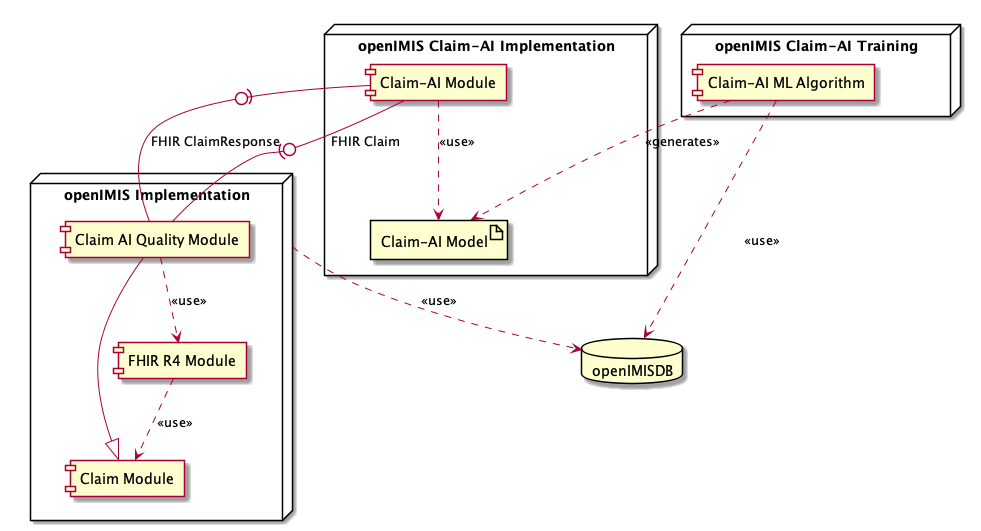 openIMIS Claim-AI Implementation
openIMIS Claim-AI Training
Claim-AI Module
Claim-AI ML Algorithm
FHIR ClaimResponse
FHIR Claim
«use»
«generates»
openIMIS Implementation
Claim AI Quality Module
Claim-AI Model
«use»
«use»
«use»
FHIR R4 Module
openIMISDB
«use»
Claim Module